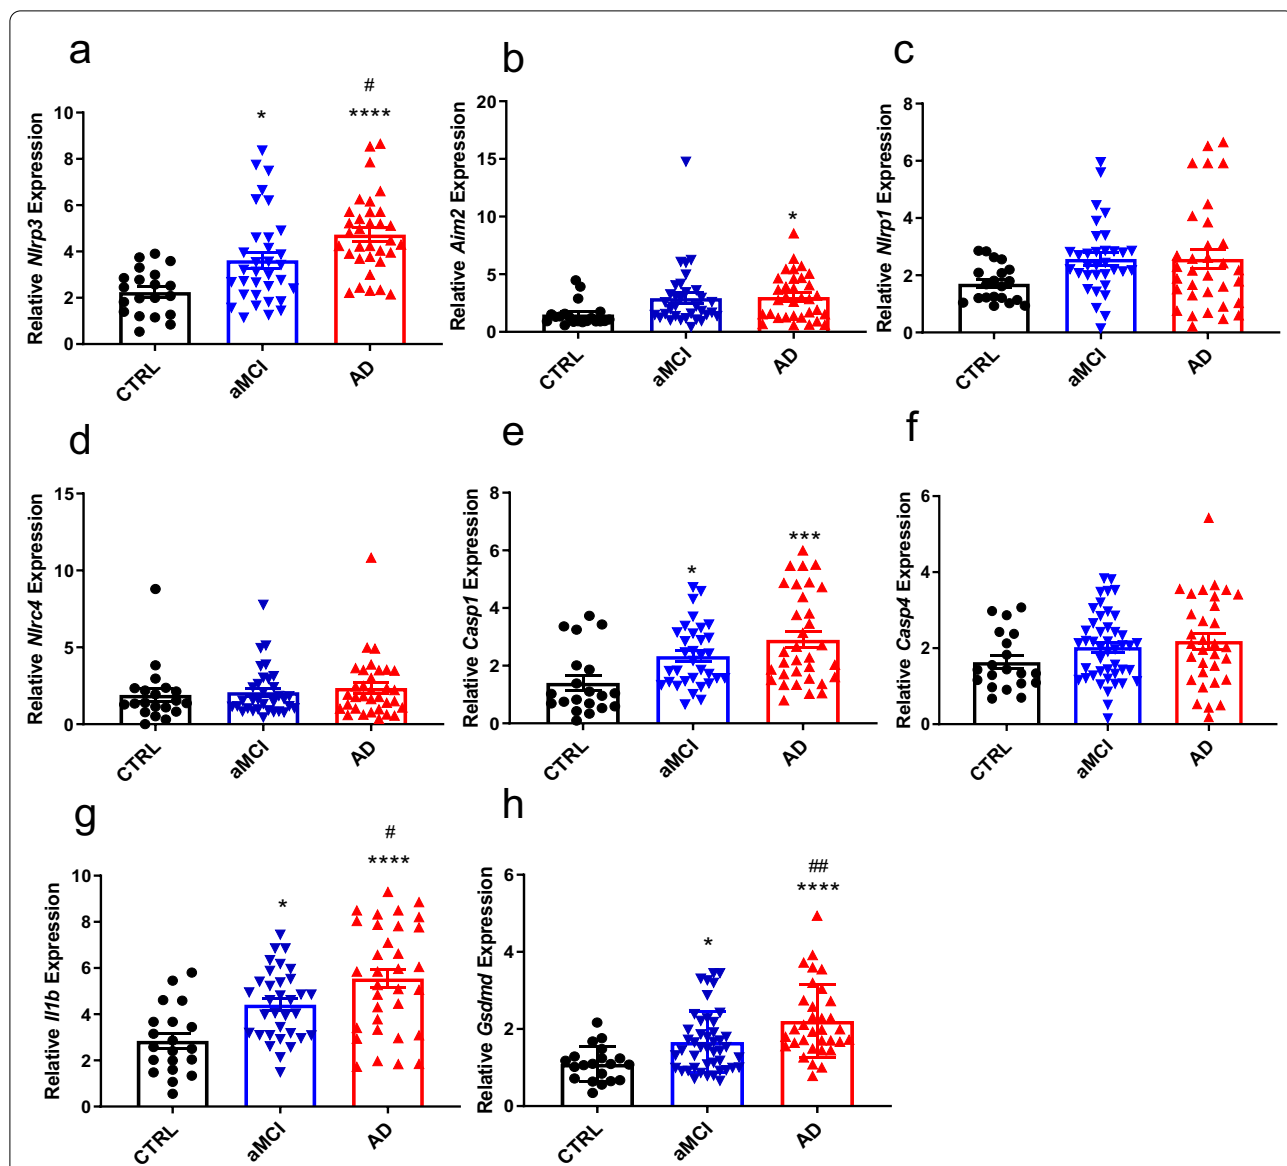 a
#
*
****
Relative Nlrp3 Expression
10
8
6
4
2
0
CTRL
aMCI
AD
b
*
Relative Aim2 Expression
20
15
10
5
0
CTRL
aMCI
AD
c
Relative Nlrp1 Expression
8
6
4
2
0
CTRL
aMCI
AD
d
Relative Nlrc4 Expression
15
10
5
0
CTRL
aMCI
AD
e
*
***
Relative Casp1 Expression
8
6
4
2
0
CTRL
aMCI
AD
f
Relative Casp4 Expression
6
4
2
0
CTRL
aMCI
AD
g
#
*
****
Relative Il1b Expression
10
8
6
4
2
0
CTRL
aMCI
AD
h
##
*
****
Relative Gsdmd Expression
6
4
2
0
CTRL
aMCI
AD